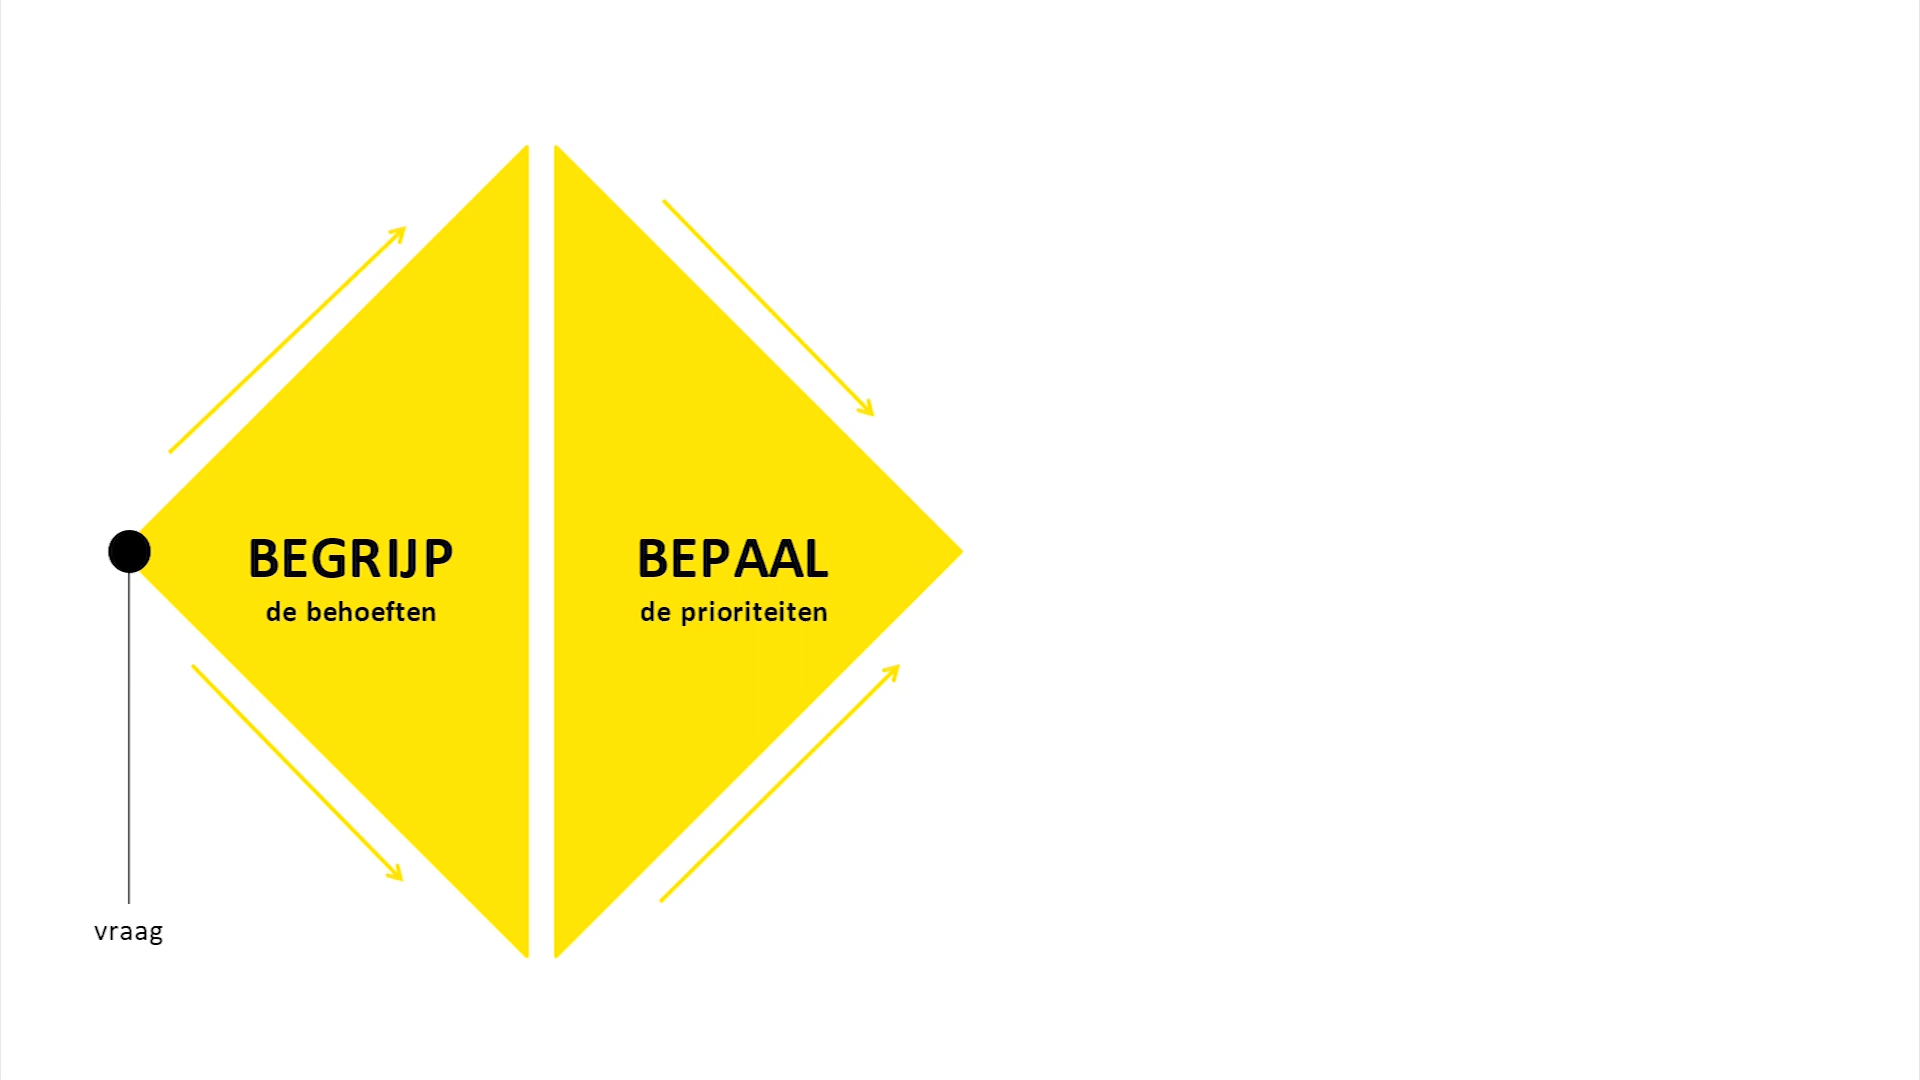 BEGRIJP
de behoeften
BEPAAL
de prioriteiten
vraag